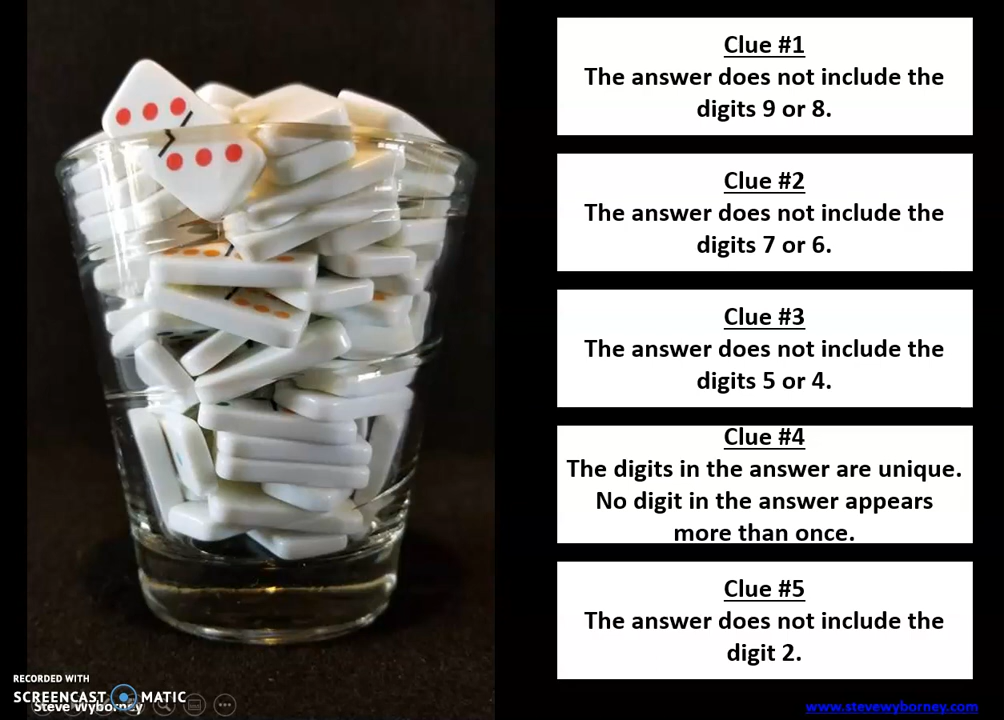 Clue #1
The answer does not include the
digits 9 or 8.
Clue #2
The answer does not include the
digits 7 or 6.
Clue #3
The answer does not include the
digits 5 or 4.
Clue #4
The digits in the answer are unique.
No digit in the answer appears
more than once.
Clue #5
The answer does not include the
digit 2.
RECORDED WITH
SCREENCAST MATIC
Steve Wyborney
www.stevewyborney.com